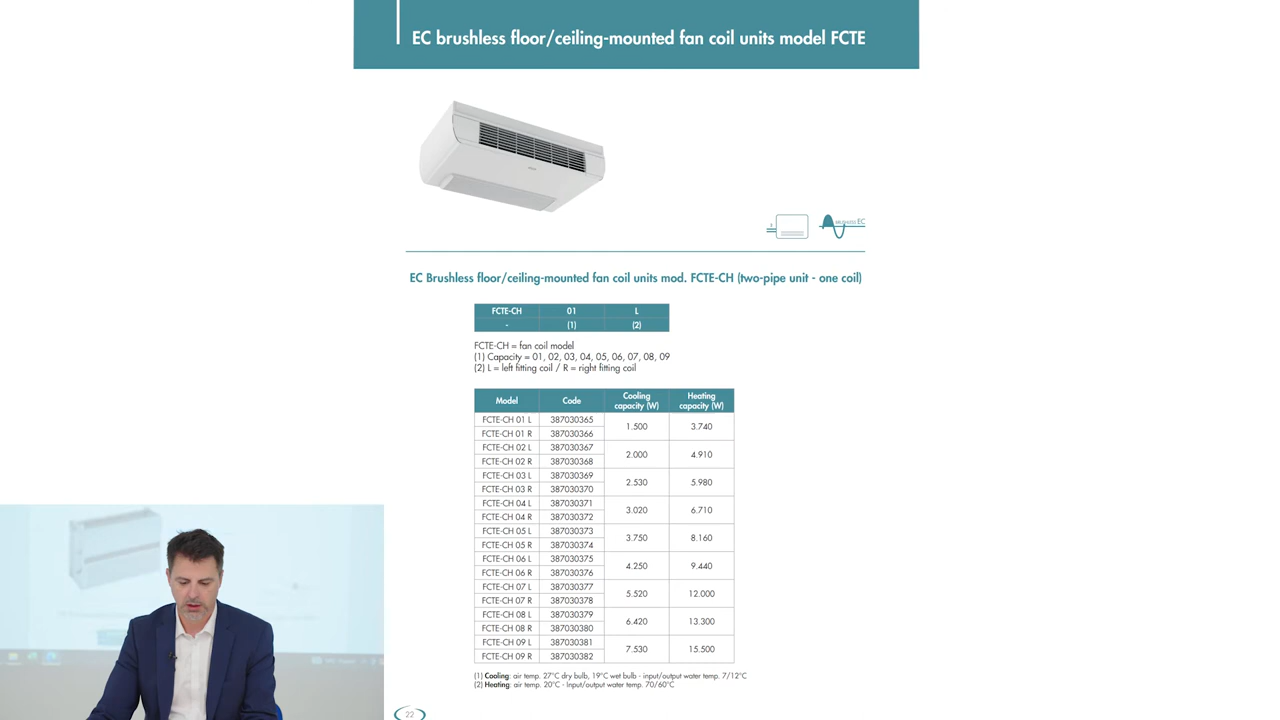 EC brushless floor/ceiling-mounted fan coil units model FCTE
BRUSHLESS EC
EC Brushless floor/ceiling-mounted fan coil units mod. FCTE-CH (two-pipe unit - one coil)
FCTE-CH 01 L
- (1) (2)
FCTE-CH = fan coil model
(1) Capacity = 01, 02, 03, 04, 05, 06, 07, 08, 09
(2) L = left fitting coil / R = right fitting coil
Model Code Cooling capacity (W) Heating capacity (W)
FCTE-CH 01 L 387030365 1.500 3.740
FCTE-CH 01 R 387030366
FCTE-CH 02 L 387030367 2.000 4.910
FCTE-CH 02 R 387030368
FCTE-CH 03 L 387030369 2.530 5.980
FCTE-CH 03 R 387030370
FCTE-CH 04 L 387030371 3.020 6.710
FCTE-CH 04 R 387030372
FCTE-CH 05 L 387030373 3.750 8.160
FCTE-CH 05 R 387030374
FCTE-CH 06 L 387030375 4.250 9.440
FCTE-CH 06 R 387030376
FCTE-CH 07 L 387030377 5.520 12.000
FCTE-CH 07 R 387030378
FCTE-CH 08 L 387030379 6.420 13.300
FCTE-CH 08 R 387030380
FCTE-CH 09 L 387030381 7.530 15.500
FCTE-CH 09 R 387030382
(1) Cooling: air temp. 27°C dry bulb, 19°C wet bulb - input/output water temp. 7/12°C
(2) Heating: air temp. 20°C - Input/output water temp. 70/60°C
22